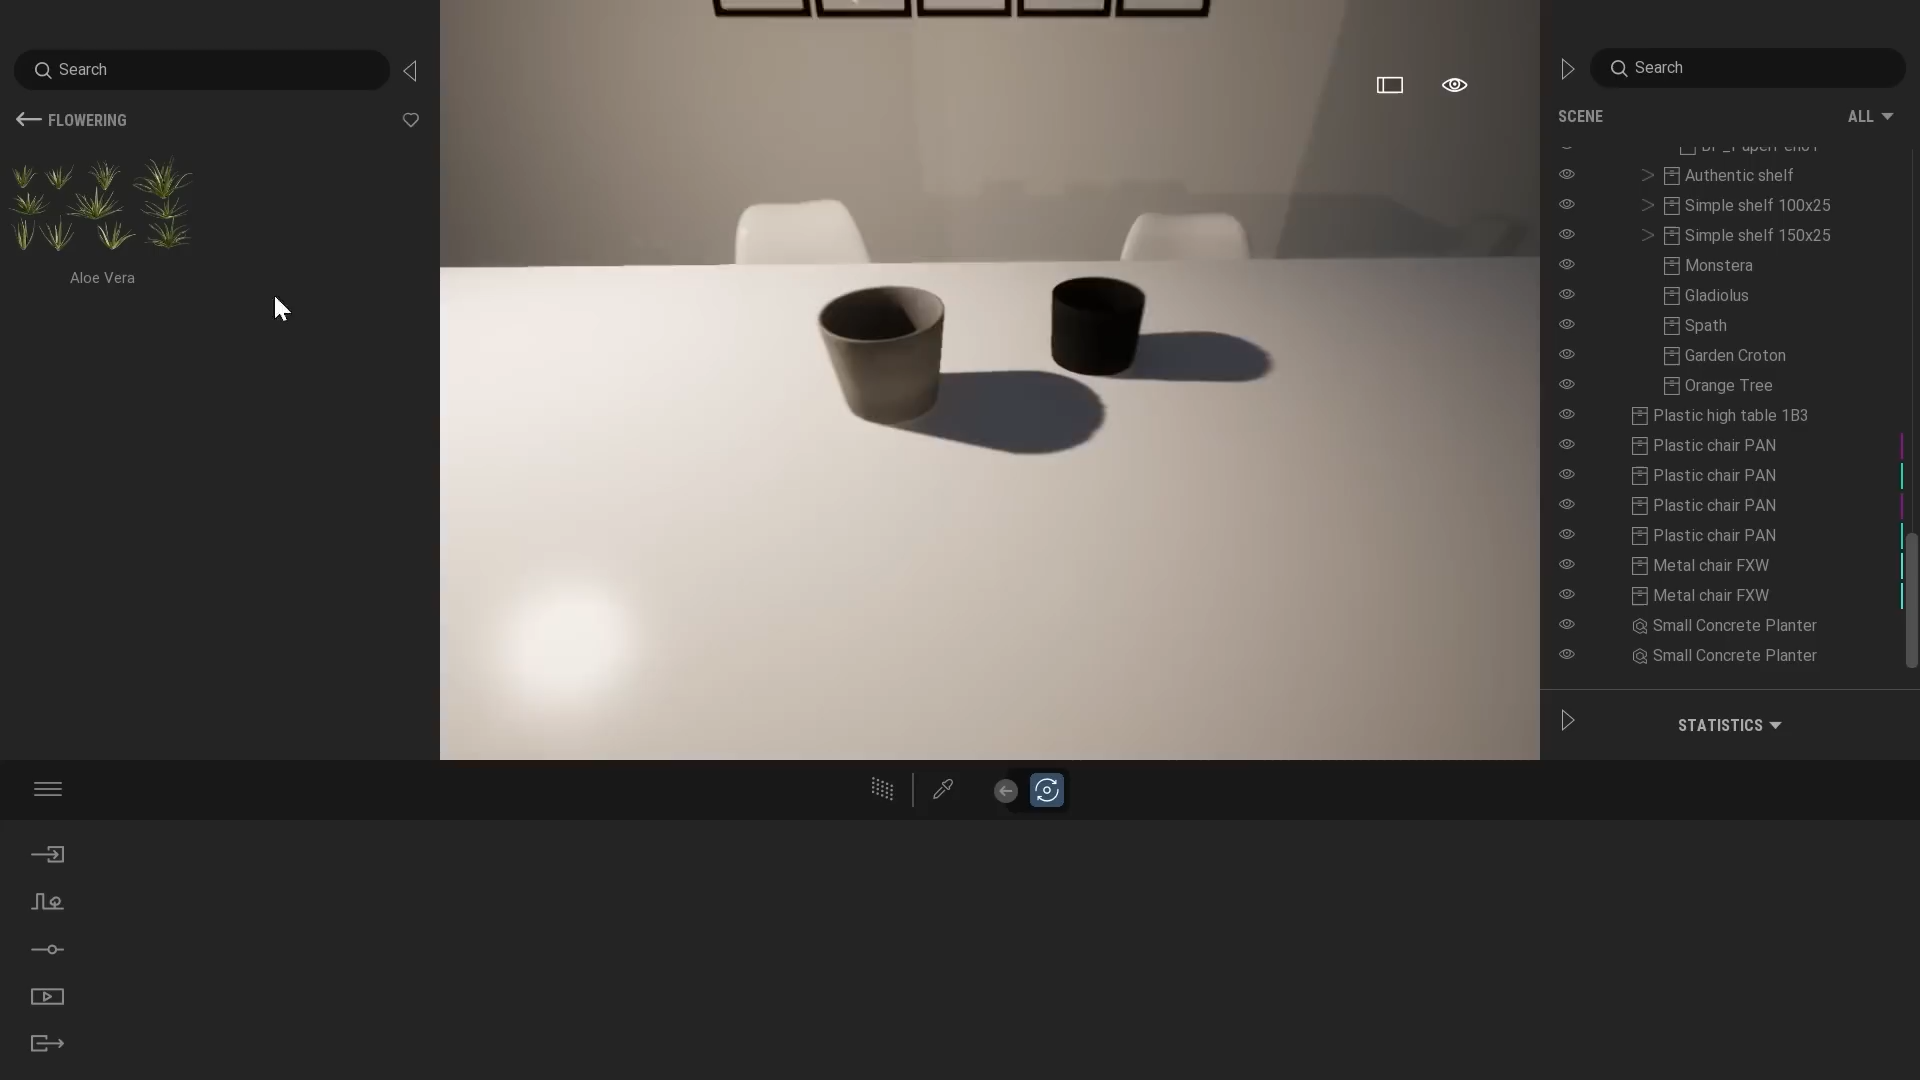 Search
FLOWERING
Aloe Vera
Search
SCENE
ALL
Authentic shelf
Simple shelf 100x25
Simple shelf 150x25
Monstera
Gladiolus
Spath
Garden Croton
Orange Tree
Plastic high table 1B3
Plastic chair PAN
Plastic chair PAN
Plastic chair PAN
Plastic chair PAN
Metal chair FXW
Metal chair FXW
Small Concrete Planter
Small Concrete Planter
STATISTICS